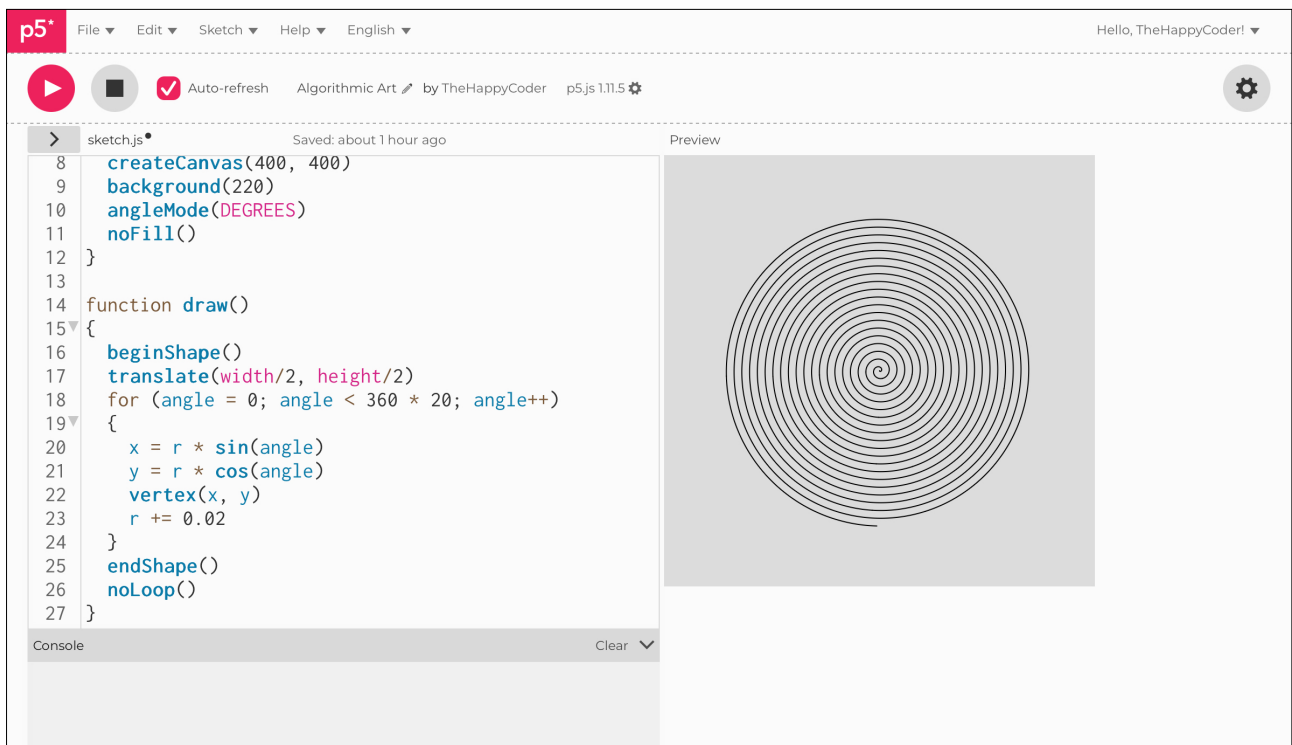 p5* File Edit Sketch Help English Hello, TheHappyCoder!
Auto-refresh Algorithmic Art by TheHappyCoder p5.js 1.11.5
> sketch.js Saved: about 1 hour ago Preview
8 createCanvas(400, 400)
9 background(220)
10 angleMode(DEGREES)
11 noFill()
12 }
13
14 function draw()
15 {
16 beginShape()
17 translate(width/2, height/2)
18 for (angle = 0; angle < 360 * 20; angle++)
19 {
20 x = r * sin(angle)
21 y = r * cos(angle)
22 vertex(x, y)
23 r += 0.02
24 }
25 endShape()
26 noLoop()
27 }
Console Clear